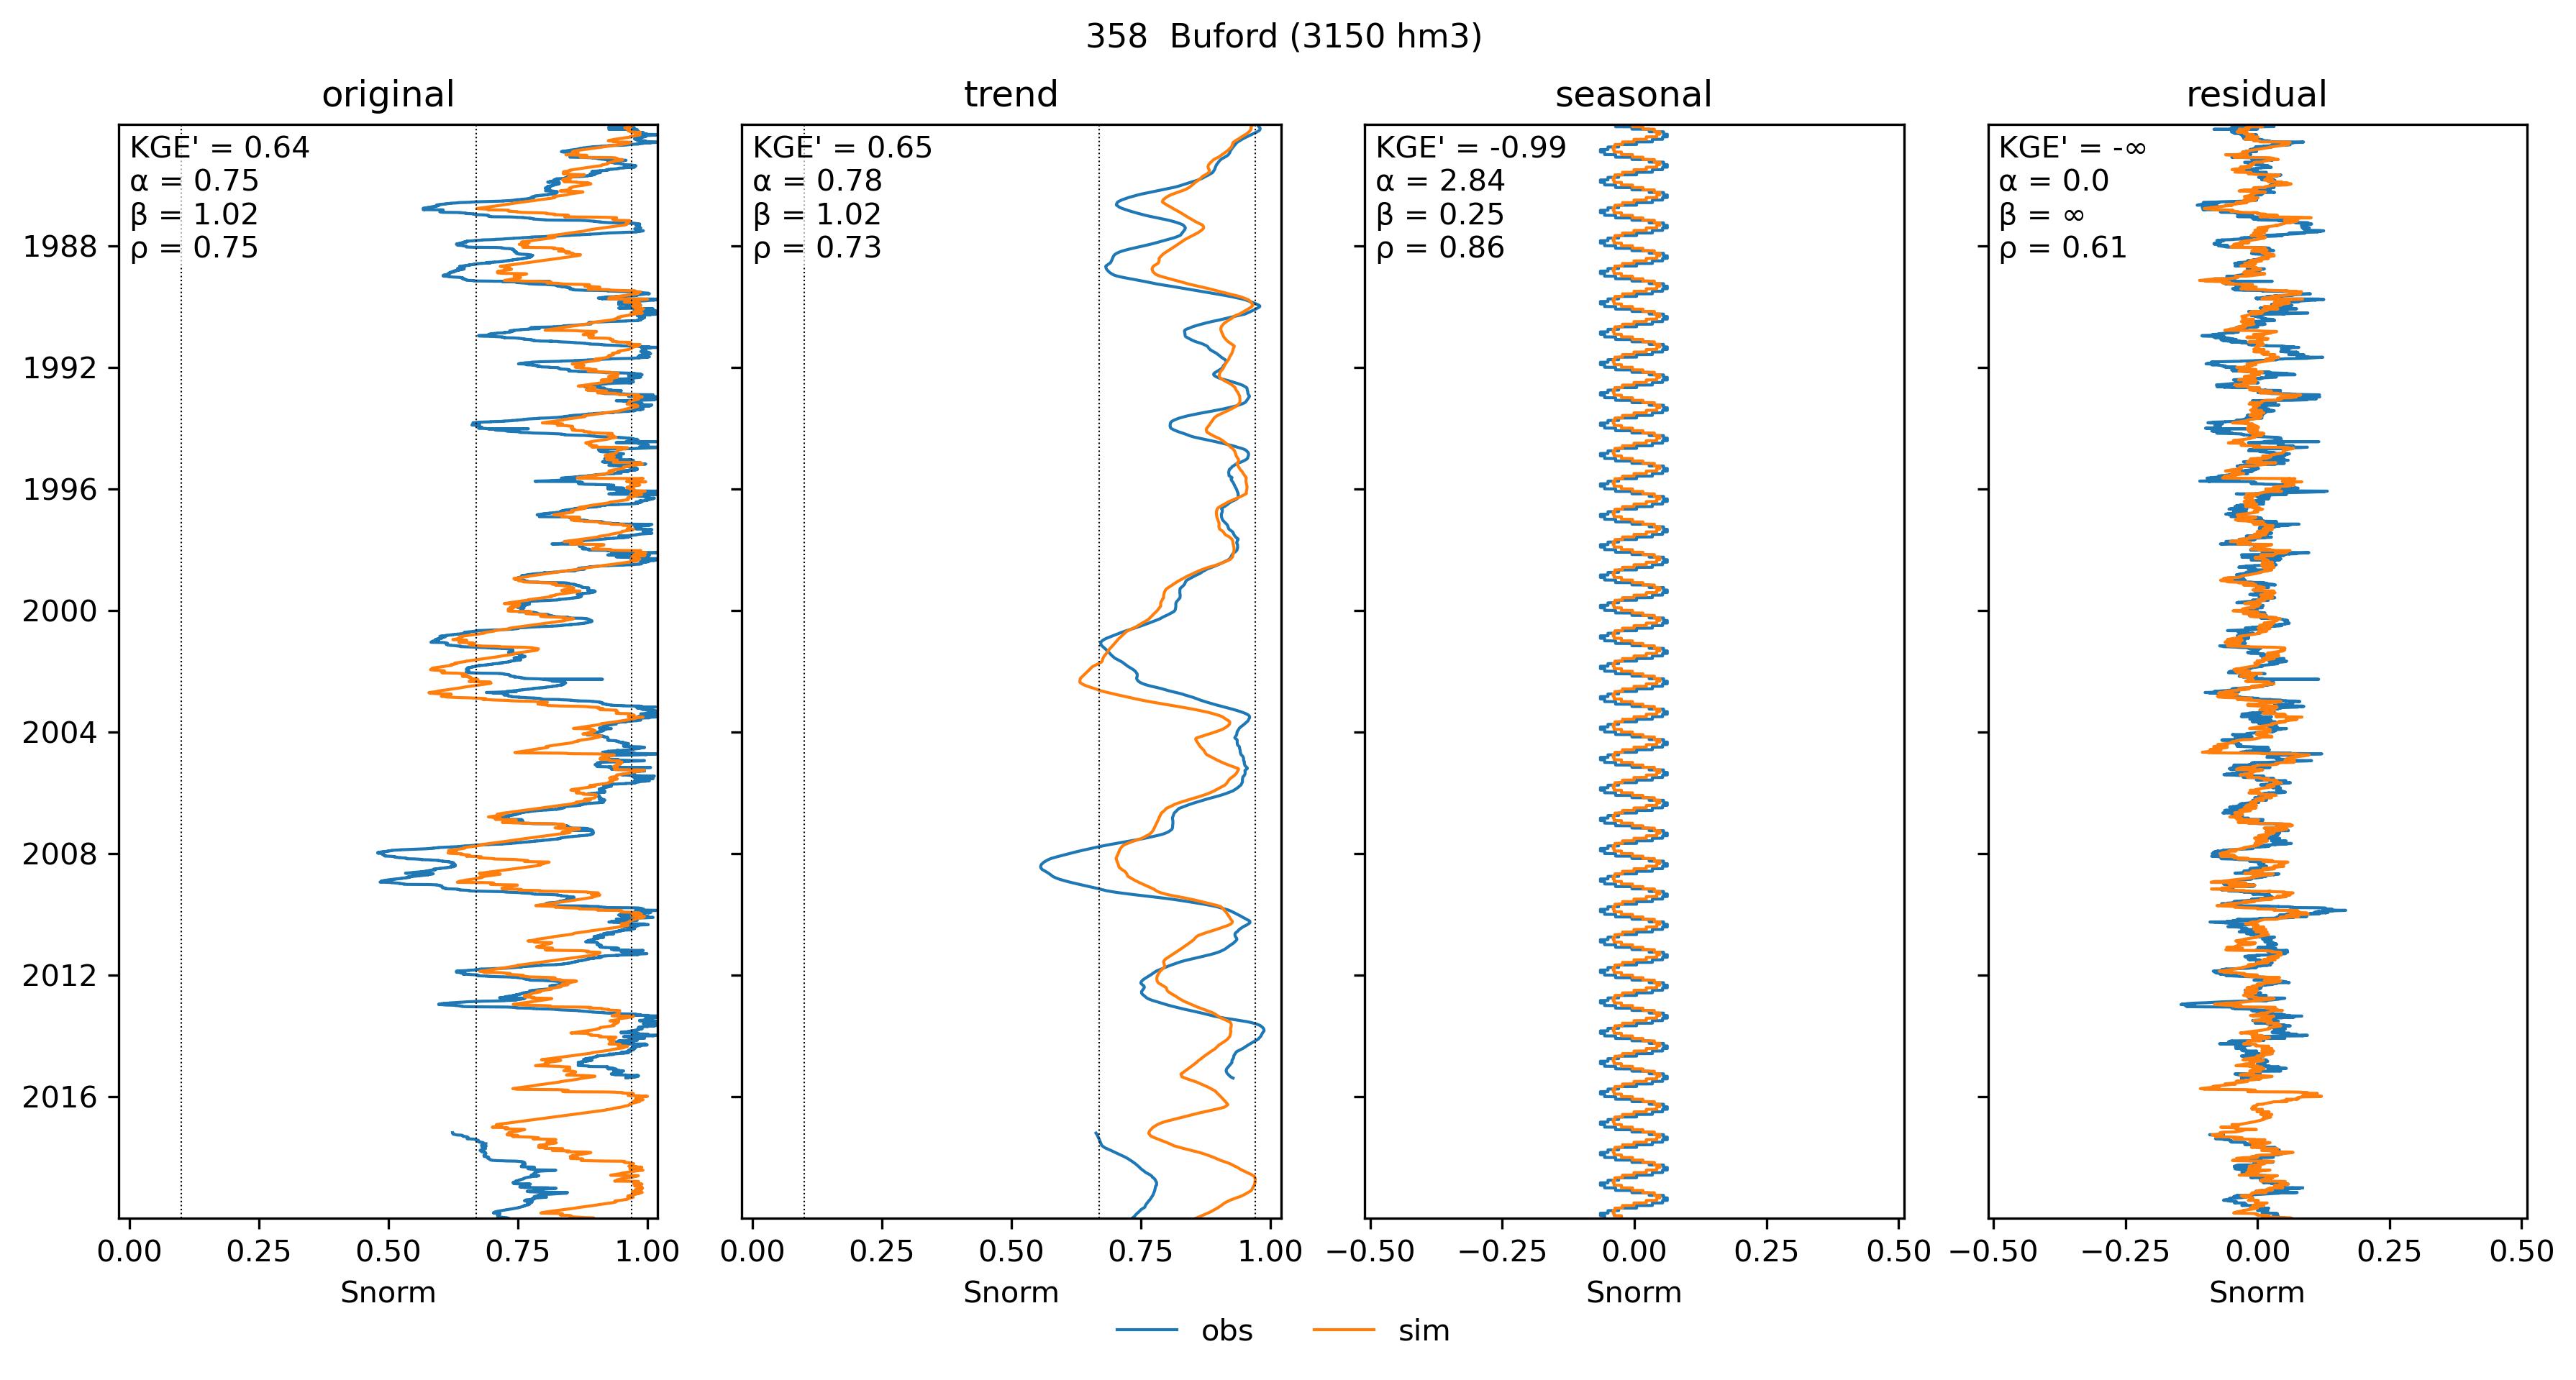 358  Buford (3150 hm3)
original
trend
seasonal
residual
KGE' = 0.64
α = 0.75
β = 1.02
ρ = 0.75
KGE' = 0.65
α = 0.78
β = 1.02
ρ = 0.73
KGE' = -0.99
α = 2.84
β = 0.25
ρ = 0.86
KGE' = -∞
α = 0.0
β = ∞
ρ = 0.61
1988
1992
1996
2000
2004
2008
2012
2016
0.00 0.25 0.50 0.75 1.00
0.00 0.25 0.50 0.75 1.00
−0.50 −0.25 0.00 0.25 0.50
−0.50 −0.25 0.00 0.25 0.50
Snorm
Snorm
Snorm
Snorm
obs
sim